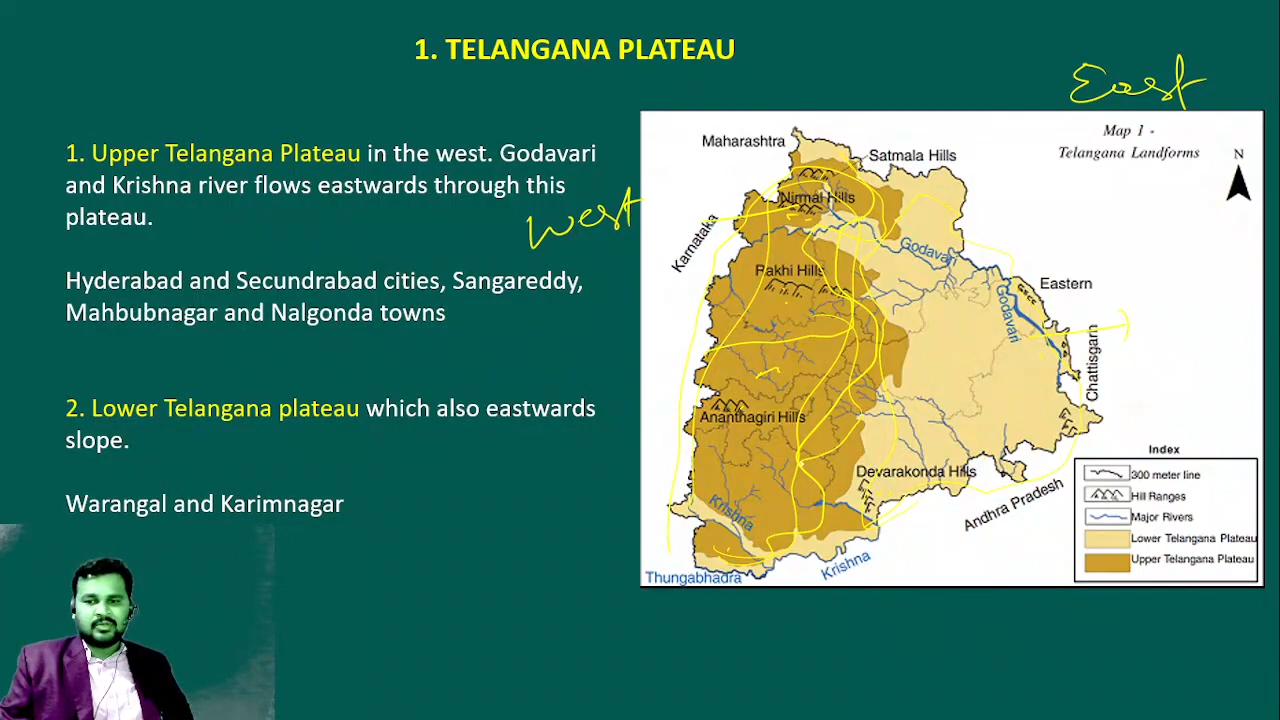 1. TELANGANA PLATEAU
East
1. Upper Telangana Plateau in the west. Godavari
and Krishna river flows eastwards through this
plateau.
West
Hyderabad and Secundrabad cities, Sangareddy,
Mahbubnagar and Nalgonda towns
2. Lower Telangana plateau which also eastwards
slope.
Warangal and Karimnagar
Map 1 -
Telangana Landforms
N
Maharashtra
Satmala Hills
Nirmal Hills
Karnataka
Godavari
Rakhi Hills
Eastern
Godavari
Chattisgarh
Ananthagiri Hills
Devarakonda Hills
Andhra Pradesh
Krishna
Krishna
Thungabhadra
Index
300 meter line
Hill Ranges
Major Rivers
Lower Telangana Plateau
Upper Telangana Plateau